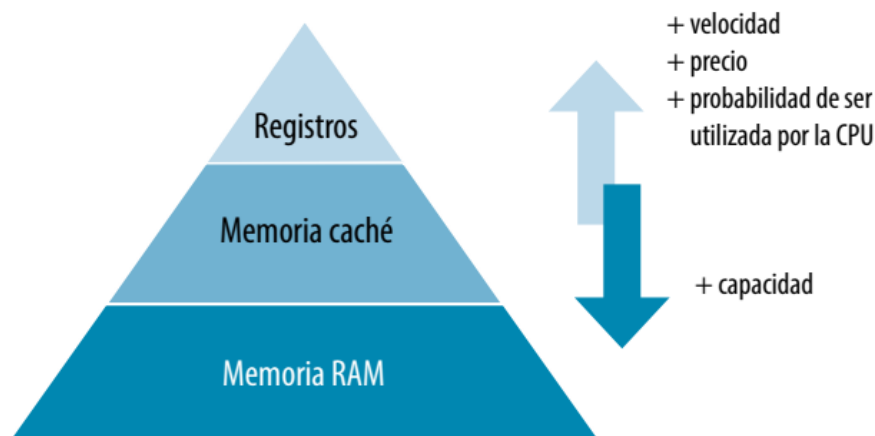 + velocidad
+ precio
+ probabilidad de ser
utilizada por la CPU
Registros
Memoria caché
+ capacidad
Memoria RAM